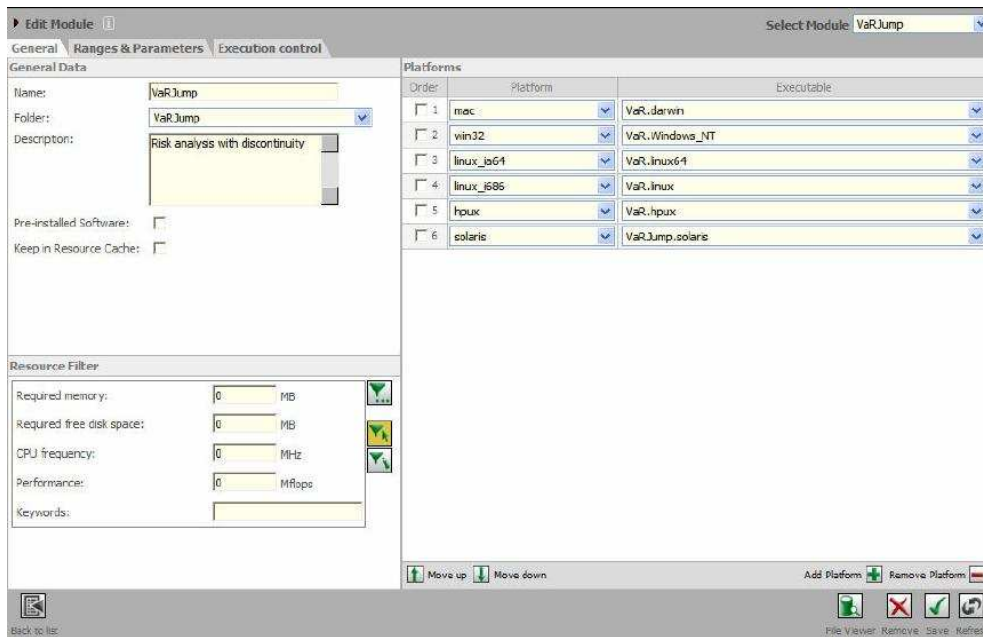 Edit Module
Select Module VaRJump
General Ranges & Parameters Execution control
General Data
Name: VaRJump
Folder: VaRJump
Description: Risk analysis with discontinuity
Pre-installed Software:
Keep in Resource Cache:
Resource Filter
Required memory: 0 MB
Required free disk space: 0 MB
CPU frequency: 0 MHz
Performance: 0 Mflops
Keywords:
Platforms
Order Platform Executable
1 mac VaR.darwin
2 win32 VaR.Windows_NT
3 linux_ia64 VaR.linux64
4 linux_i686 VaR.linux
5 hpux VaR.hpux
6 solaris VaRJump.solaris
Move up Move down Add Platform Remove Platform
Back to list File Viewer Remove Save Refres